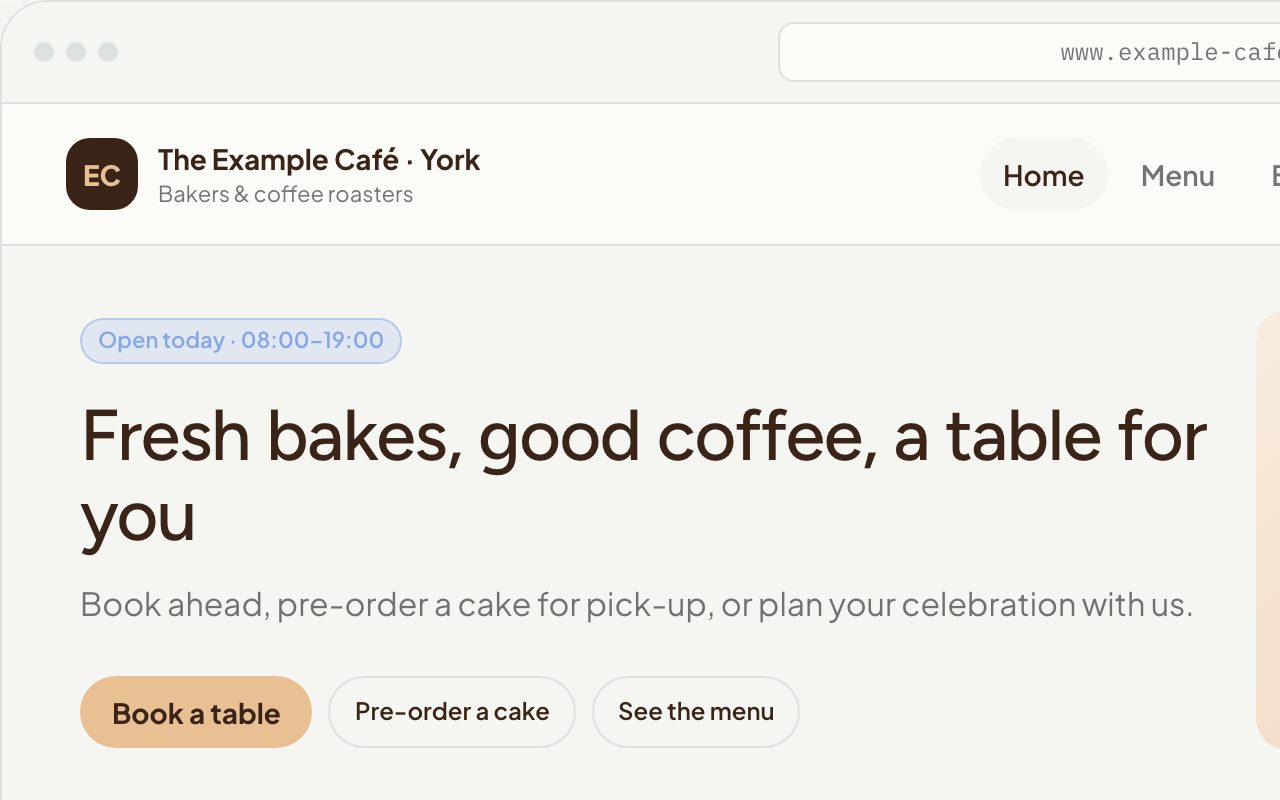 www.example-caf
EC
The Example Café · York
Bakers & coffee roasters
Home
Menu
Open today · 08:00–19:00
Fresh bakes, good coffee, a table for
you
Book ahead, pre-order a cake for pick-up, or plan your celebration with us.
Book a table
Pre-order a cake
See the menu